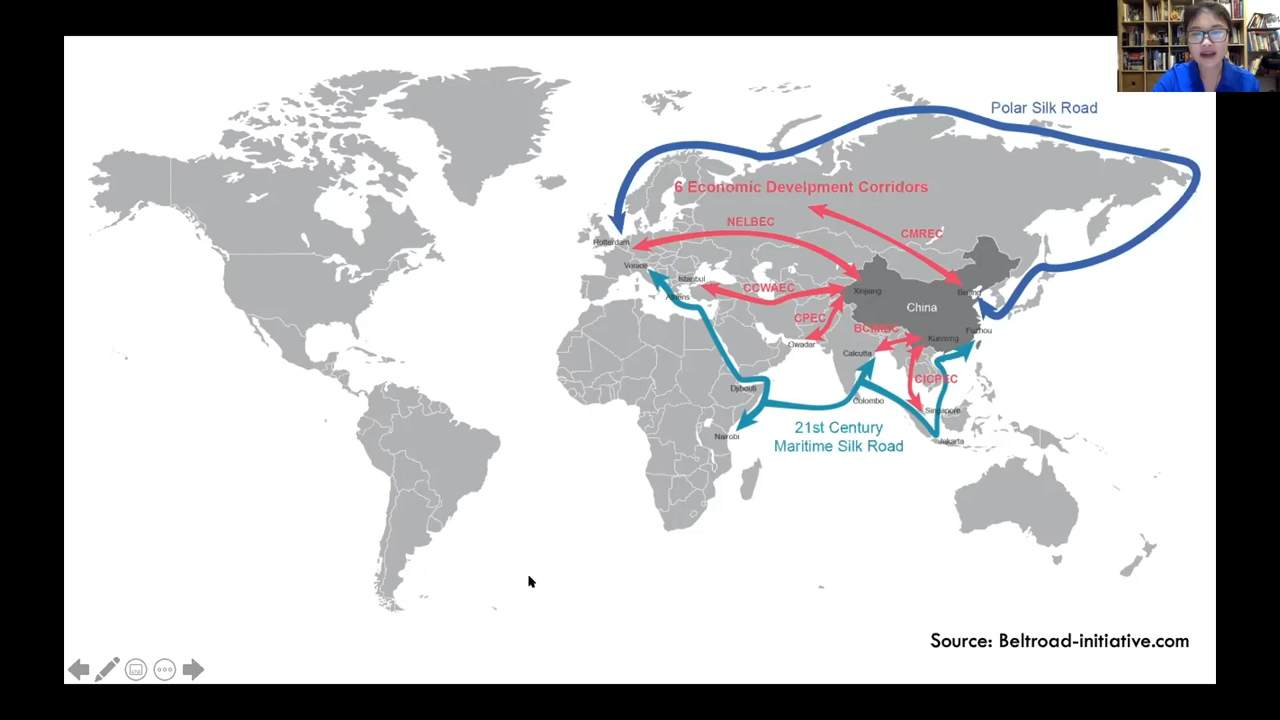 Polar Silk Road
6 Economic Develpment Corridors
NELBEC
CMREC
Rotterdam
Venice
Istanbul
Athens
CCWAEC
Xinjiang
Beijing
China
CPEC
BCIMEC
Fuzhou
Kunming
Gwadar
Calcutta
CICPEC
Djibouti
Colombo
Singapore
Nairobi
21st Century
Maritime Silk Road
Jakarta
Source: Beltroad-initiative.com